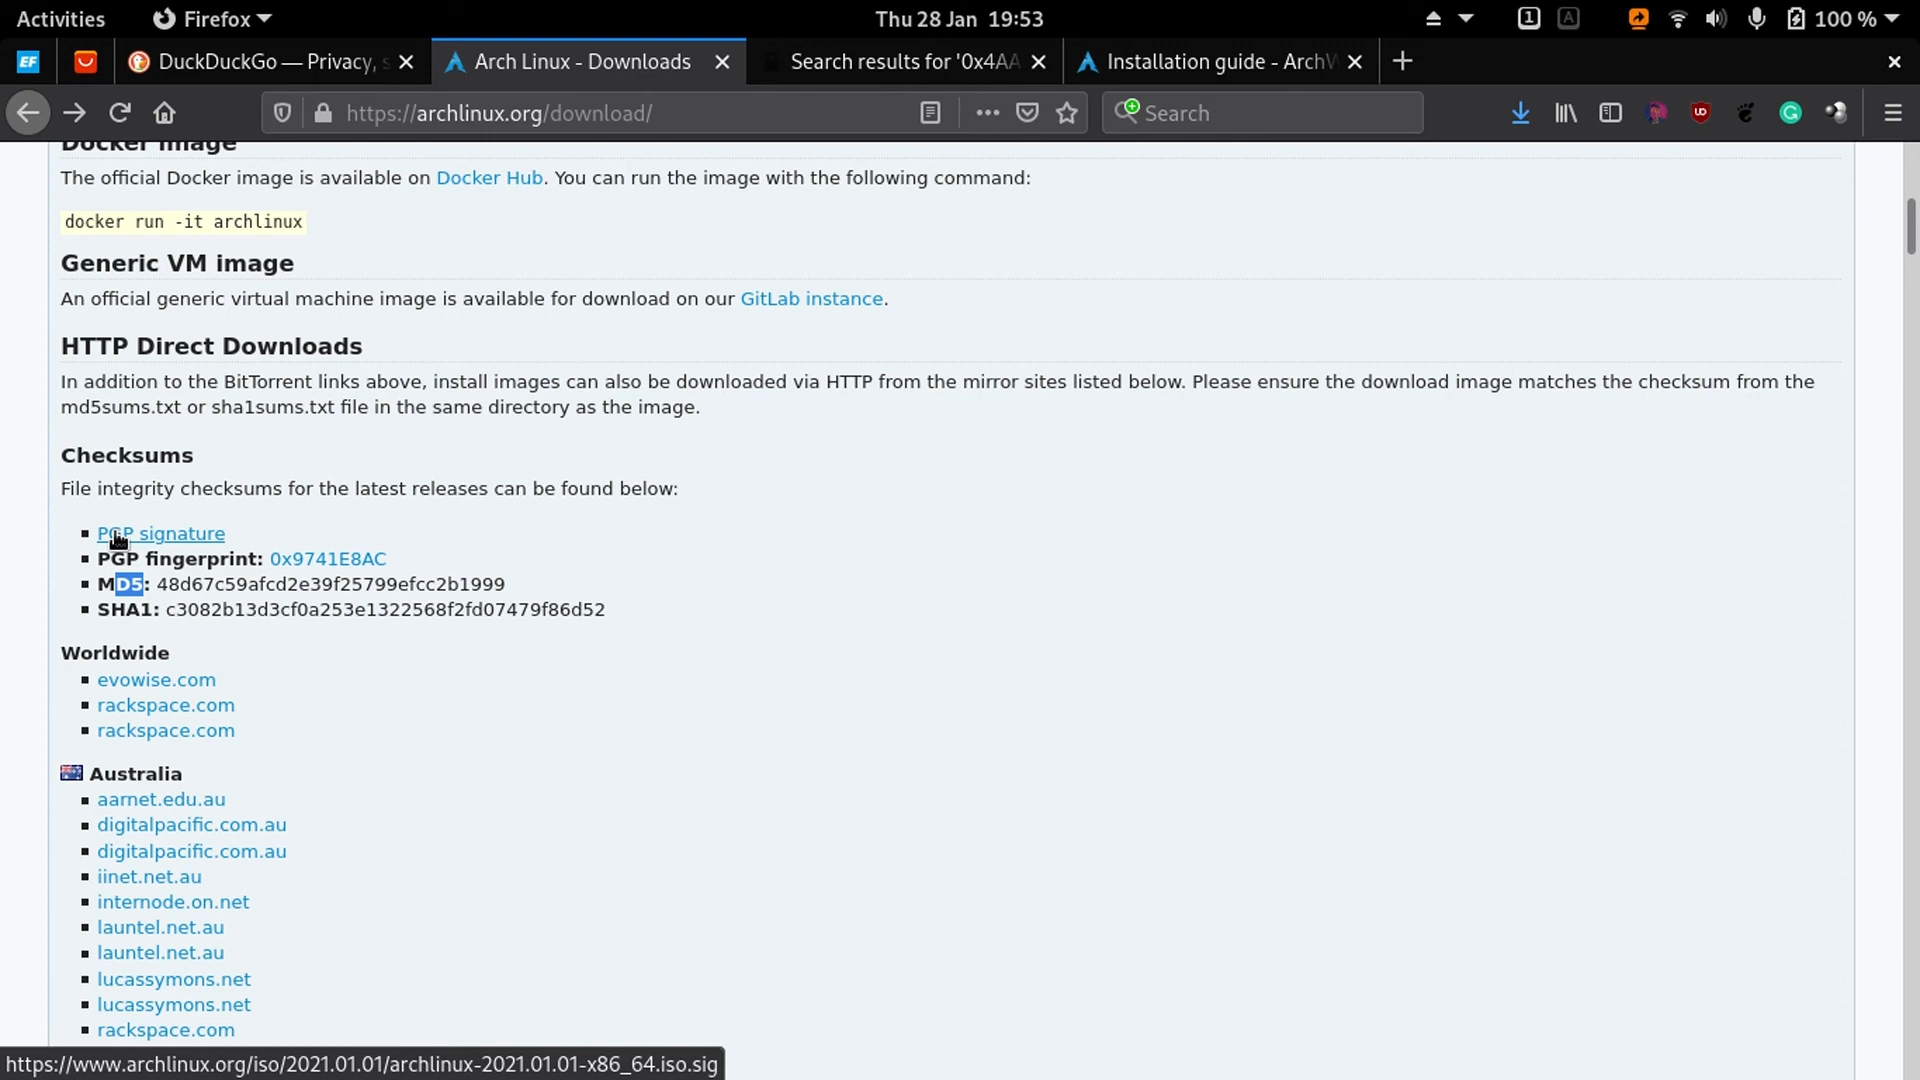 Activities Firefox Thu 28 Jan 19:53 1 A 100 %
EF DuckDuckGo — Privacy, s Arch Linux - Downloads Search results for '0x4AA Installation guide - ArchW
https://archlinux.org/download/ Search
Docker image
The official Docker image is available on Docker Hub. You can run the image with the following command:
docker run -it archlinux
Generic VM image
An official generic virtual machine image is available for download on our GitLab instance.
HTTP Direct Downloads
In addition to the BitTorrent links above, install images can also be downloaded via HTTP from the mirror sites listed below. Please ensure the download image matches the checksum from the
md5sums.txt or sha1sums.txt file in the same directory as the image.
Checksums
File integrity checksums for the latest releases can be found below:
PGP signature
PGP fingerprint: 0x9741E8AC
MD5: 48d67c59afcd2e39f25799efcc2b1999
SHA1: c3082b13d3cf0a253e1322568f2fd07479f86d52
Worldwide
evowise.com
rackspace.com
rackspace.com
Australia
aarnet.edu.au
digitalpacific.com.au
digitalpacific.com.au
iinet.net.au
internode.on.net
launtel.net.au
launtel.net.au
lucassymons.net
lucassymons.net
rackspace.com
https://www.archlinux.org/iso/2021.01.01/archlinux-2021.01.01-x86_64.iso.sig